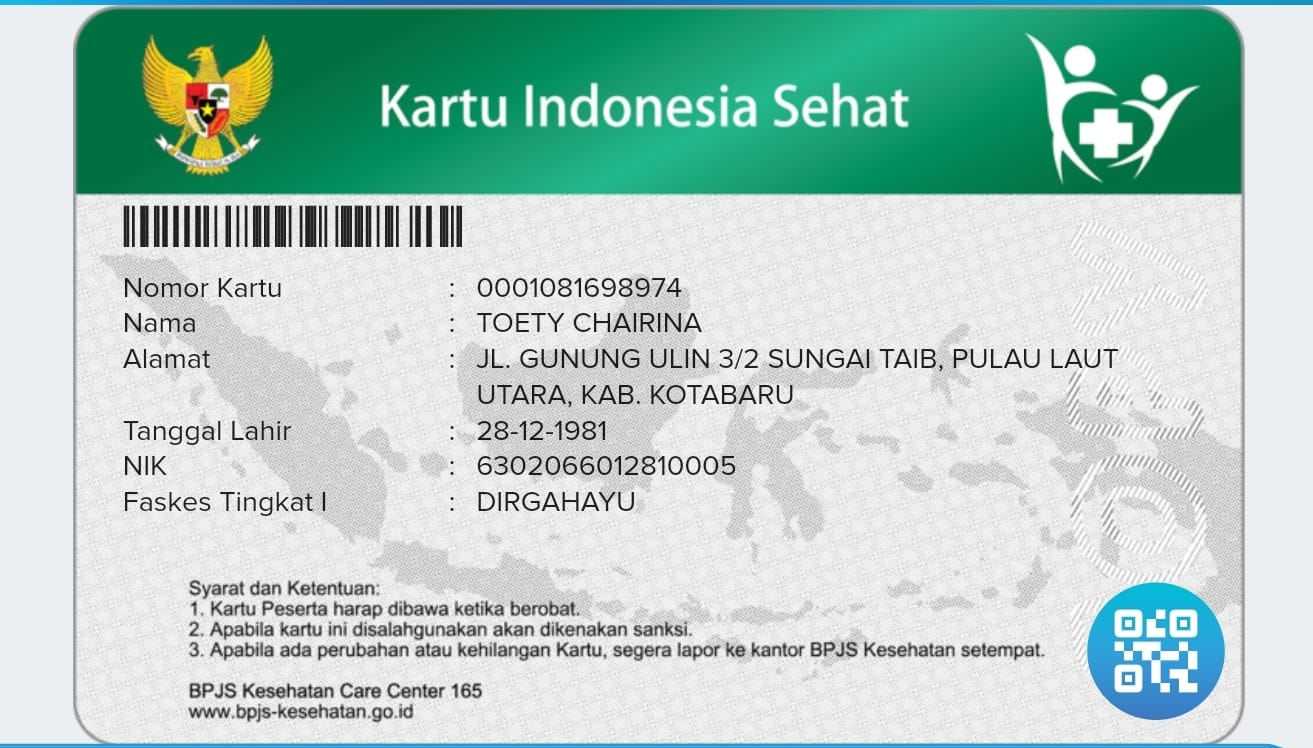 Kartu Indonesia Sehat
Nomor Kartu : 0001081698974
Nama : TOETY CHAIRINA
Alamat : JL. GUNUNG ULIN 3/2 SUNGAI TAIB, PULAU LAUT
UTARA, KAB. KOTABARU
Tanggal Lahir : 28-12-1981
NIK : 6302066012810005
Faskes Tingkat I : DIRGAHAYU
Syarat dan Ketentuan:
1. Kartu Peserta harap dibawa ketika berobat.
2. Apabila kartu ini disalahgunakan akan dikenakan sanksi.
3. Apabila ada perubahan atau kehilangan Kartu, segera lapor ke kantor BPJS Kesehatan setempat.
BPJS Kesehatan Care Center 165
www.bpjs-kesehatan.go.id